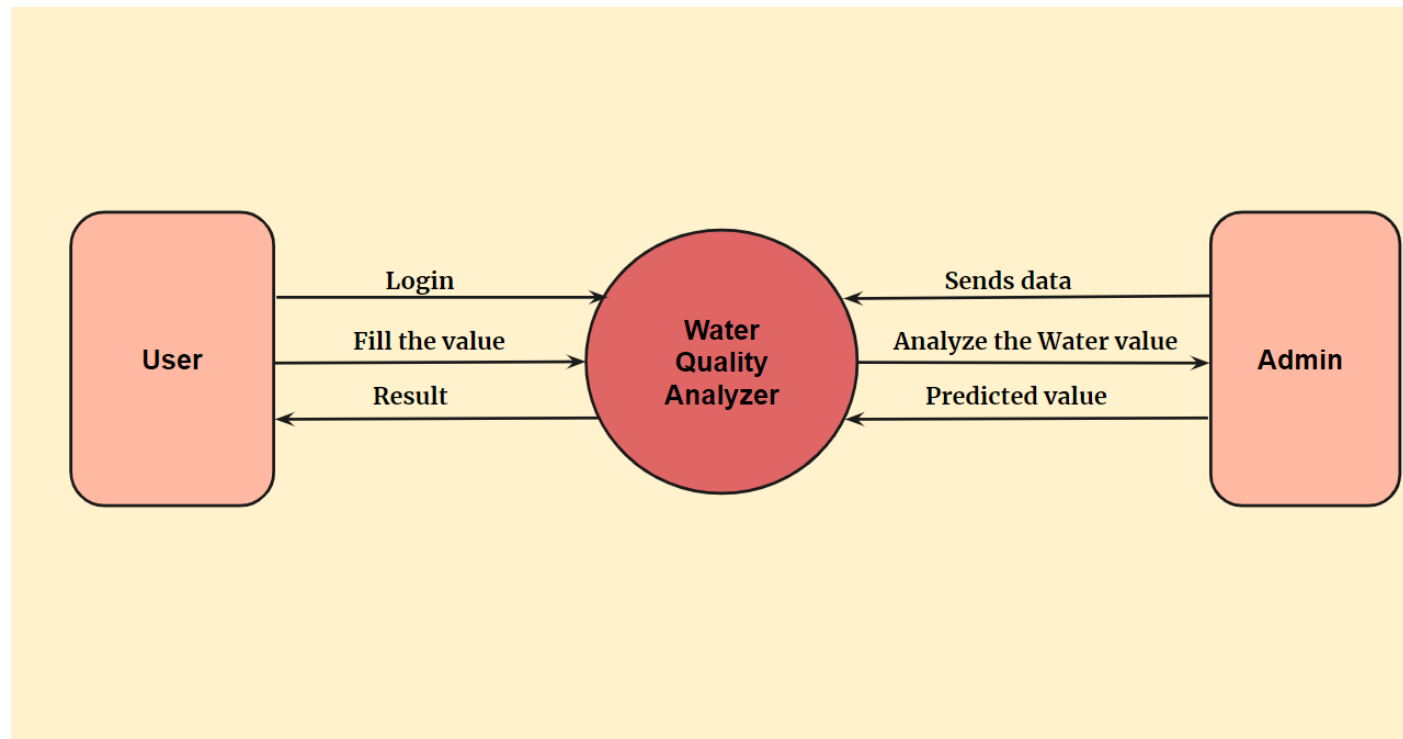 Login
Sends data
Fill the value
Analyze the Water value
User
Water
Quality
Analyzer
Admin
Result
Predicted value